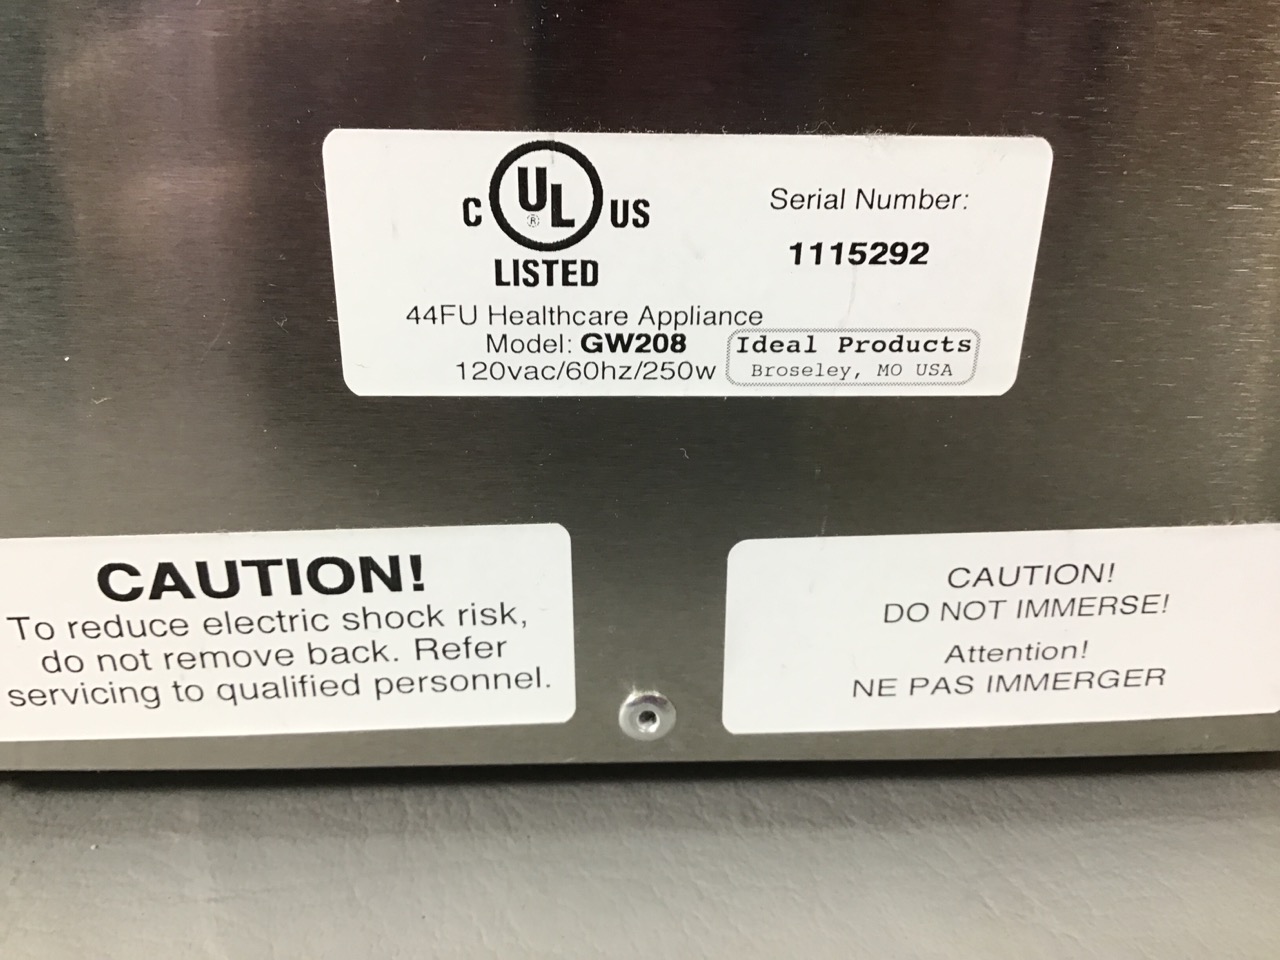 C UL US
®
LISTED
Serial Number:
1115292
44FU Healthcare Appliance
Model: GW208
120vac/60hz/250w
Ideal Products
Broseley, MO USA
CAUTION!
To reduce electric shock risk,
do not remove back. Refer
servicing to qualified personnel.
CAUTION!
DO NOT IMMERSE!
Attention!
NE PAS IMMERGER